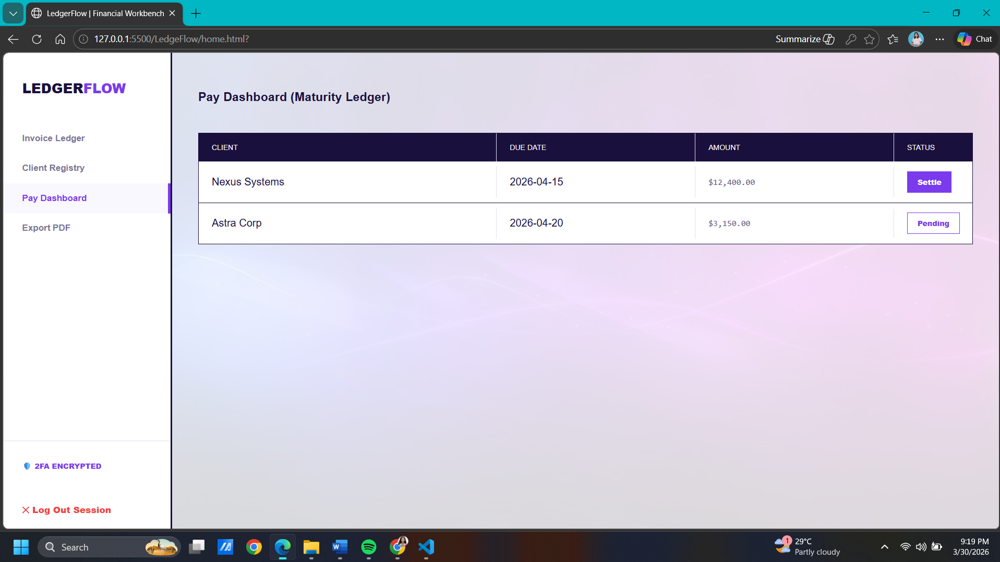 LedgerFlow | Financial Workbench
127.0.0.1:5500/LedgeFlow/home.html?
Summarize
Chat
LEDGERFLOW
Invoice Ledger
Client Registry
Pay Dashboard
Export PDF
2FA ENCRYPTED
Log Out Session
Pay Dashboard (Maturity Ledger)
CLIENT DUE DATE AMOUNT STATUS
Nexus Systems 2026-04-15 $12,400.00 Settle
Astra Corp 2026-04-20 $3,150.00 Pending
Search
W
1
29°C
Partly cloudy
9:19 PM
3/30/2026